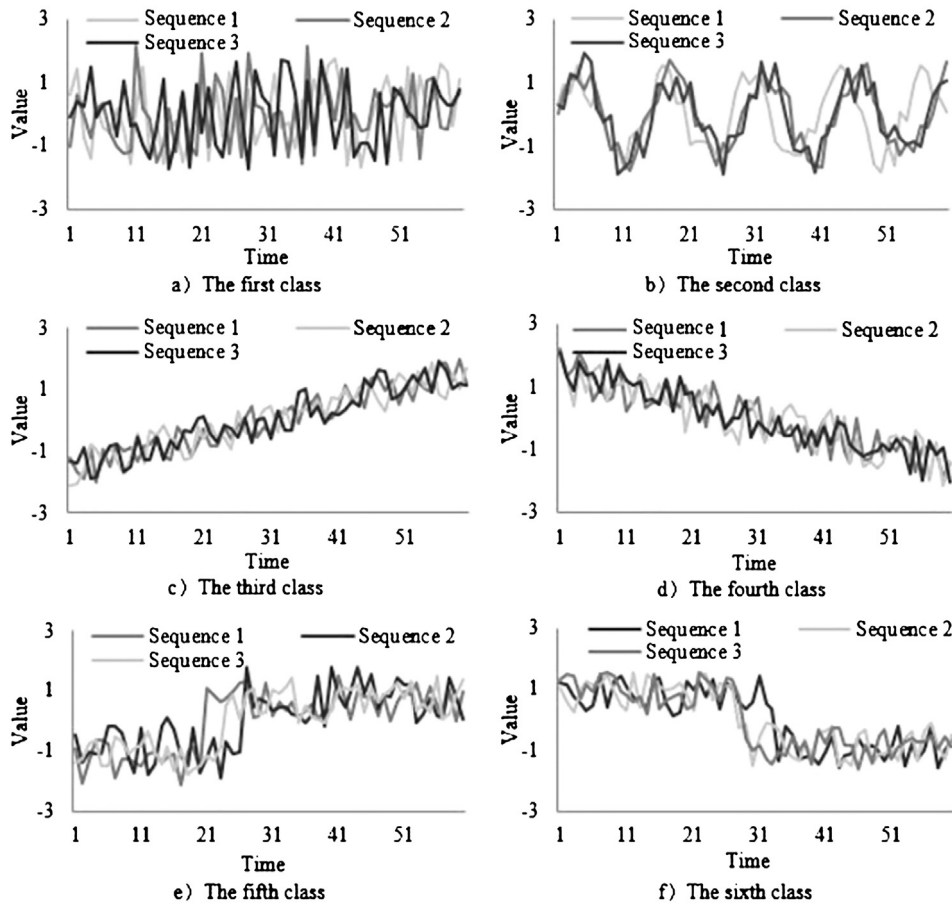 3
Sequence 1
Sequence 2
Sequence 3
1
Value
-1
-3
1 11 21 31 41 51
Time
a）The first class
3
Sequence 1
Sequence 2
Sequence 3
1
Value
-1
-3
1 11 21 31 41 51
Time
b）The second class
3
Sequence 1
Sequence 2
Sequence 3
1
Value
-1
-3
1 11 21 31 41 51
Time
c）The third class
3
Sequence 1
Sequence 2
Sequence 3
1
Value
-1
-3
1 11 21 31 41 51
Time
d）The fourth class
3
Sequence 1
Sequence 2
Sequence 3
1
Value
-1
-3
1 11 21 31 41 51
Time
e）The fifth class
3
Sequence 1
Sequence 2
Sequence 3
1
Value
-1
-3
1 11 21 31 41 51
Time
f）The sixth class